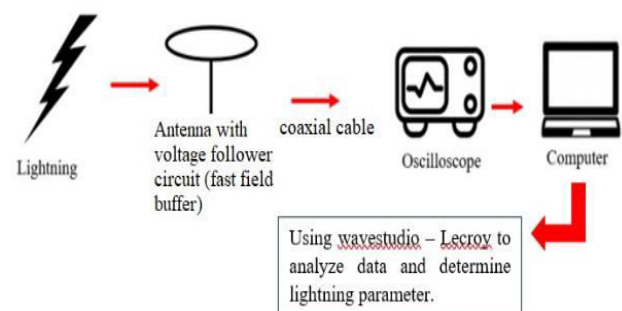 Lightning
Antenna with
voltage follower
circuit (fast field
buffer)
coaxial cable
Oscilloscope
Computer
Using wavestudio – Lecroy to
analyze data and determine
lightning parameter.